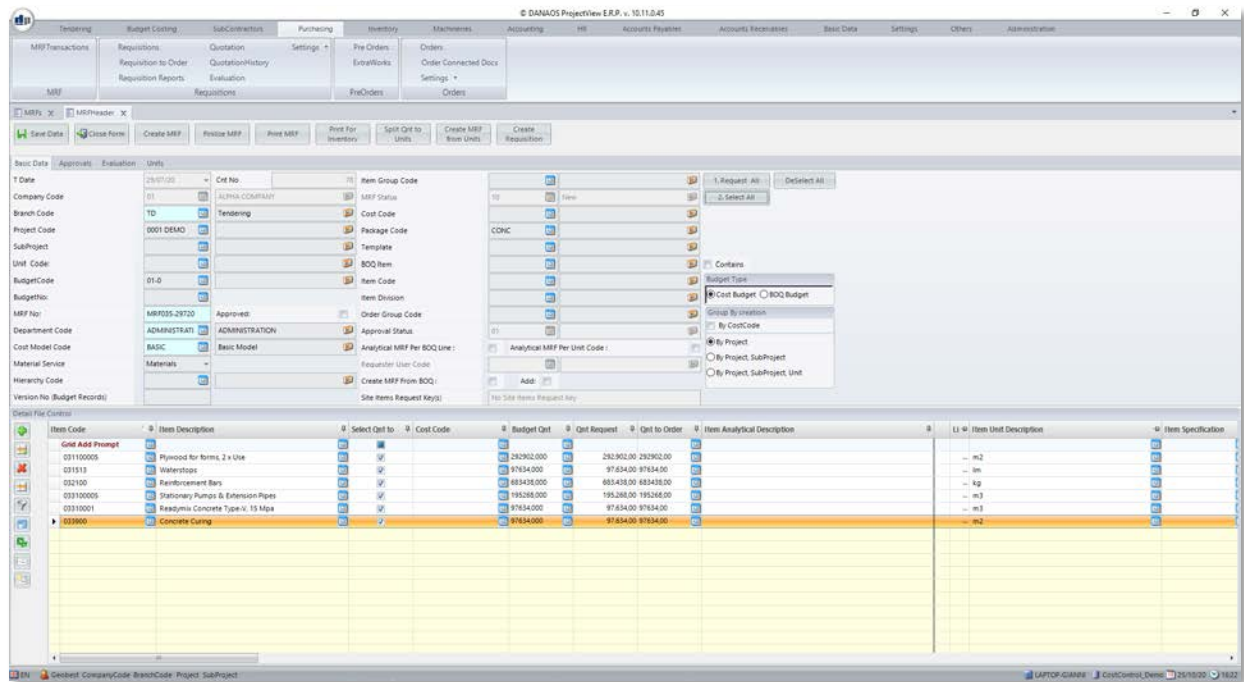 © DANAOS ProjectView E.R.P. v. 10.11.0.45
Tendering Budget Costing SubContractors Purchasing Inventory Machineries Accounting HR Accounts Payables Accounts Receivables Basic Data Settings Others Administration
MRFTransactions Requisitions Quotation Settings Pre Orders Orders
Requisition to Order QuotationHistory ExtraWorks Order Connected Docs
Requisition Reports Evaluation Settings
MRF Requisitions PreOrders Orders
MRFs X MRFHeader X
Save Data Close Form Create MRF Finilize MRF Print MRF Print For Inventory Split Qnt to Units Create MRF from Units Create Requisition
Basic Data Approvals Evaluation Units
T Date 29/07/20 Cnt No Item Group Code 1. Request All DeSelect All
Company Code 01 ALPHA COMPANY MRF Status 10 New 2. Select All
Branch Code TD Tendering Cost Code
Project Code 0001 DEMO Package Code CONC
SubProject Template
Unit Code: BOQ Item Contains
BudgetCode 01-0 Item Code Budget Type
BudgetNo: Item Division Cost Budget BOQ Budget
MRF No: MRF035-29720 Approved: Order Group Code Group By creation
Department Code ADMINISTRATI ADMINISTRATION Approval Status 01 By CostCode
Cost Model Code BASIC Basic Model Analytical MRF Per BOQ Line : Analytical MRF Per Unit Code : By Project
Material Service Materials Requester User Code By Project, SubProject
Hierarchy Code Create MRF From BOQ : Add: By Project, SubProject, Unit
Version No (Budget Records) Site Items Request Key(s) No Site Items Request Key
Detail File Control
Item Code Item Description Select Qnt to Cost Code Budget Qnt Qnt Request Qnt to Order Item Analytical Description Li Item Unit Description Item Specification
Grid Add Prompt
031100005 Plywood for forms, 2 x Use 292902,000 292.902,00 292902,00 m2
031513 Waterstops 97634,000 97.634,00 97634,00 lm
032100 Reinforcement Bars 683438,000 683.438,00 683438,00 kg
033100005 Stationary Pumps & Extension Pipes 195268,000 195.268,00 195268,00 m3
03310001 Readymix Concrete Type-V, 15 Mpa 97634,000 97.634,00 97634,00 m3
033900 Concrete Curing 97634,000 97.634,00 97634,00 m2
EN Geobest CompanyCode BranchCode Project SubProject LAPTOP-GIANNI CostControl_Demo 25/10/20 18:22